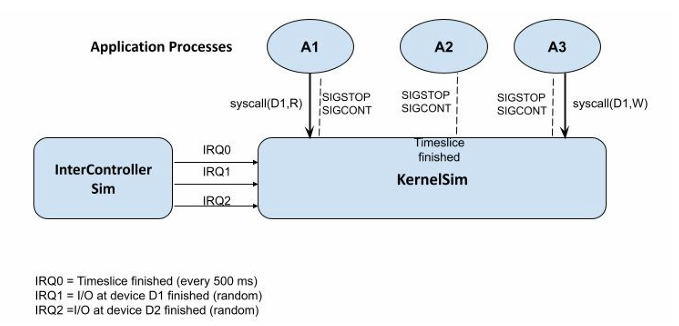 Application Processes
A1
A2
A3
syscall(D1,R)
SIGSTOP
SIGCONT
SIGSTOP
SIGCONT
SIGSTOP
SIGCONT
syscall(D1,W)
Timeslice
finished
InterController
Sim
IRQ0
IRQ1
IRQ2
KernelSim
IRQ0 = Timeslice finished (every 500 ms)
IRQ1 = I/O at device D1 finished (random)
IRQ2 =I/O at device D2 finished (random)